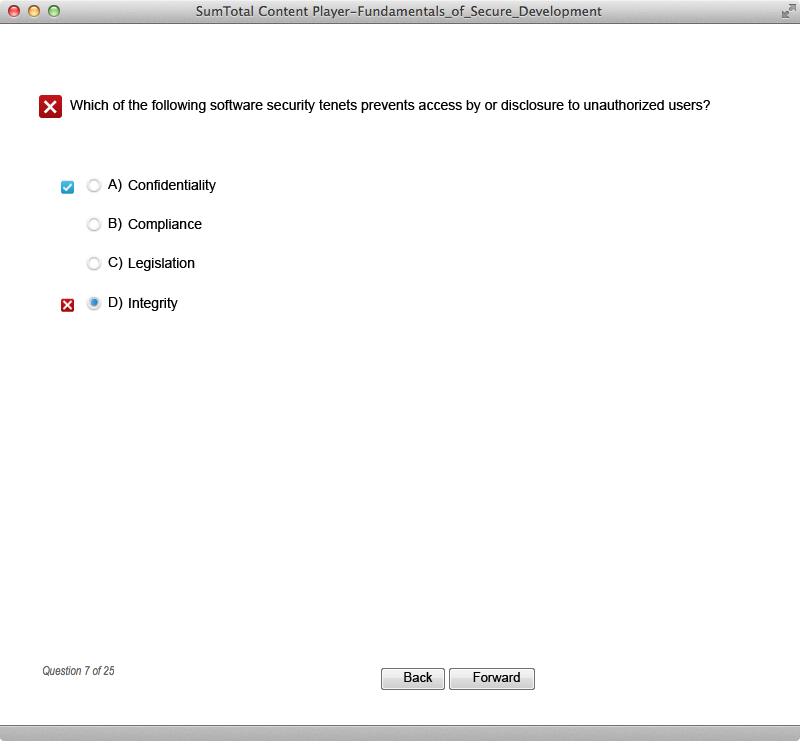 SumTotal Content Player-Fundamentals_of_Secure_Development
Which of the following software security tenets prevents access by or disclosure to unauthorized users?
A) Confidentiality
B) Compliance
C) Legislation
D) Integrity
Question 7 of 25
Back Forward